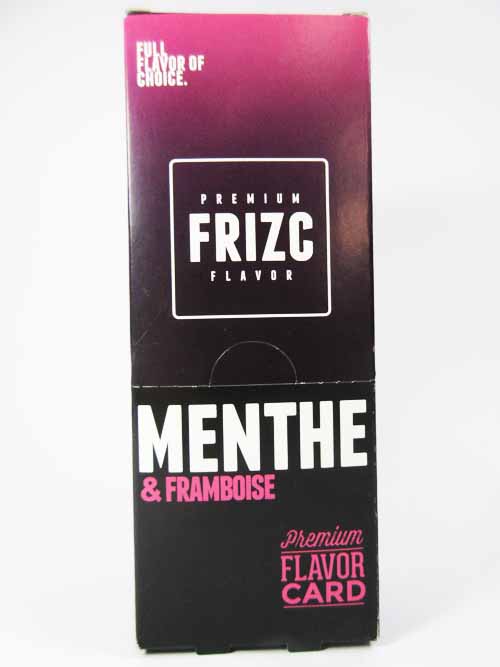 FULL
FLAVOR OF
CHOICE.
PREMIUM
FRIZC
FLAVOR
MENTHE
& FRAMBOISE
Premium
FLAVOR
CARD